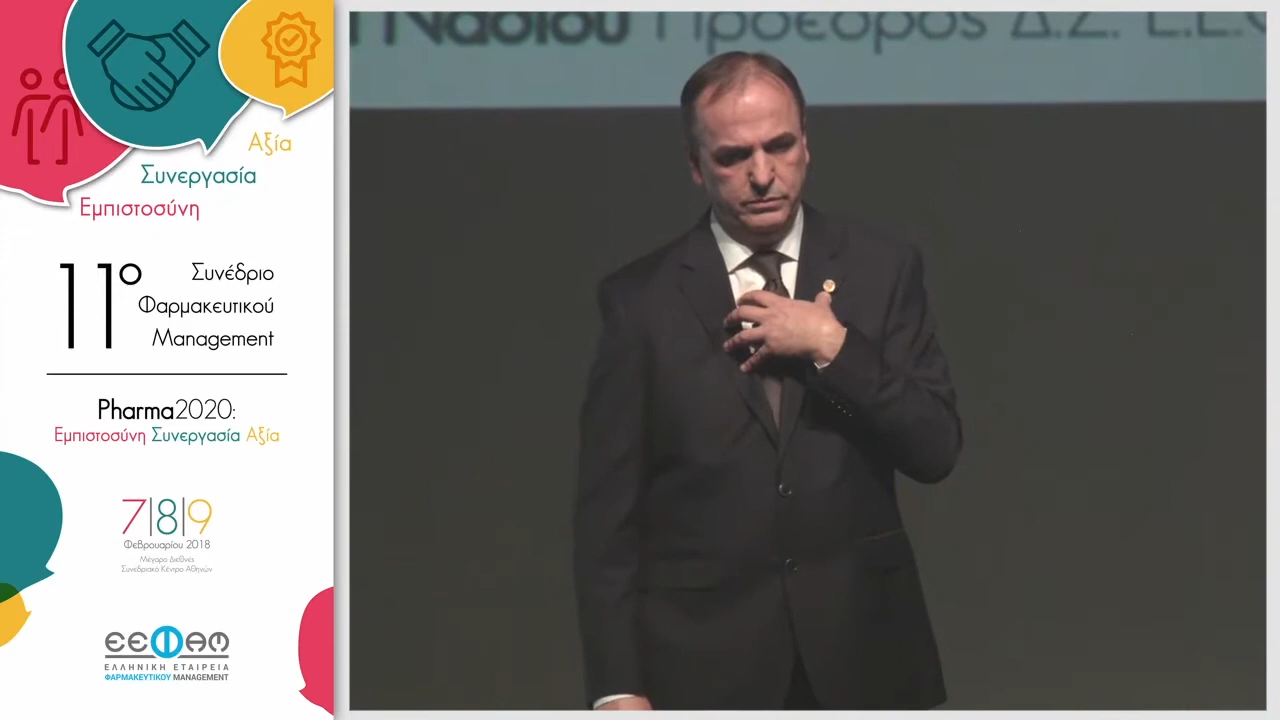 Αξία
Συνεργασία
Εμπιστοσύνη
11ο
Συνέδριο
Φαρμακευτικού
Management
Pharma2020:
Εμπιστοσύνη Συνεργασία Αξία
7|8|9
Φεβρουαρίου 2018
Μέγαρο Διεθνές
Συνεδριακό Κέντρο Αθηνών
ΕΕΦΑΜ
ΕΛΛΗΝΙΚΗ ΕΤΑΙΡΕΙΑ
ΦΑΡΜΑΚΕΥΤΙΚΟΥ MANAGEMENT
Νάσιου Πρόεδρος Δ.Σ.